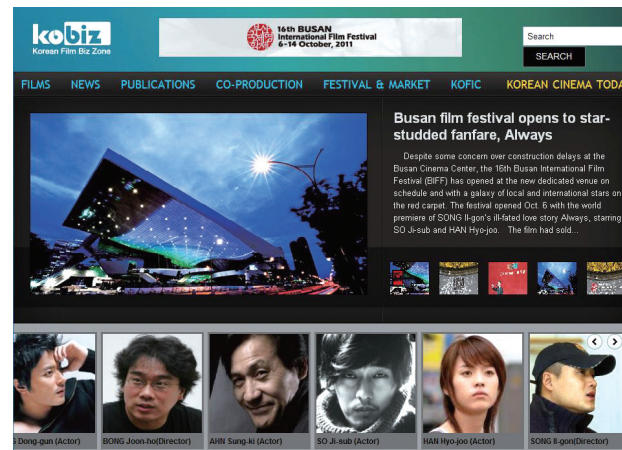 kobiz
Korean Film Biz Zone
16th BUSAN
International Film Festival
6-14 October, 2011
Search
SEARCH
FILMS NEWS PUBLICATIONS CO-PRODUCTION FESTIVAL & MARKET KOFIC KOREAN CINEMA TODA
Busan film festival opens to star-
studded fanfare, Always
Despite some concern over construction delays at the
Busan Cinema Center, the 16th Busan International Film
Festival (BIFF) has opened at the new dedicated venue on
schedule and with a galaxy of local and international stars on
the red carpet. The festival opened Oct. 6 with the world
premiere of SONG Il-gon's ill-fated love story Always, starring
SO Ji-sub and HAN Hyo-joo. The film had sold...
G Dong-gun (Actor) BONG Joon-ho(Director) AHN Sung-ki (Actor) SO Ji-sub (Actor) HAN Hyo-joo (Actor) SONG Il-gon(Director)